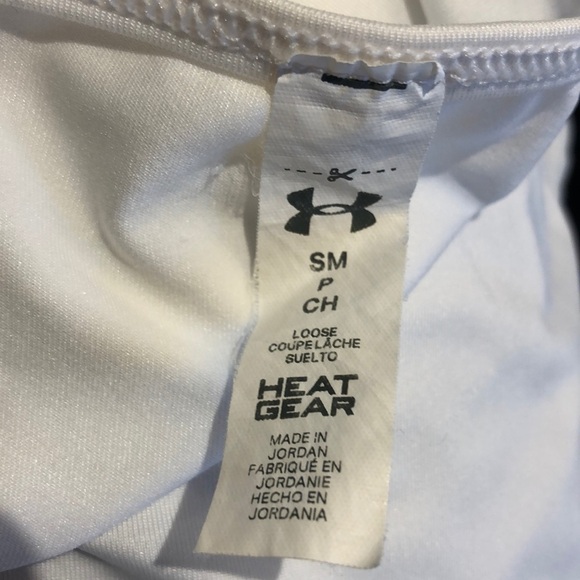 SM
P
CH
LOOSE
COUPE LÂCHE
SUELTO
HEAT
GEAR
MADE IN
JORDAN
FABRIQUÉ EN
JORDANIE
HECHO EN
JORDANIA